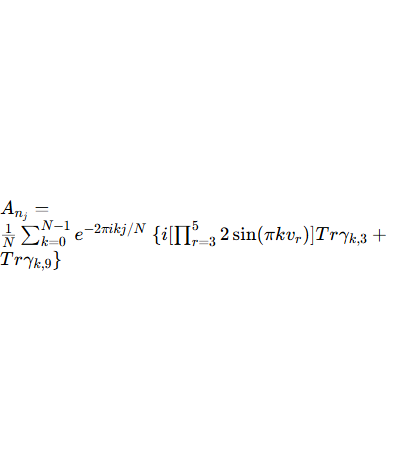 $A_{n_j} =$
$\frac{1}{N} \sum_{k=0}^{N-1} e^{-2\pi ikj/N} \{i[\prod_{r=3}^{5} 2\sin(\pi k v_r)]Tr\gamma_{k,3} +$
$Tr\gamma_{k,9}\}$